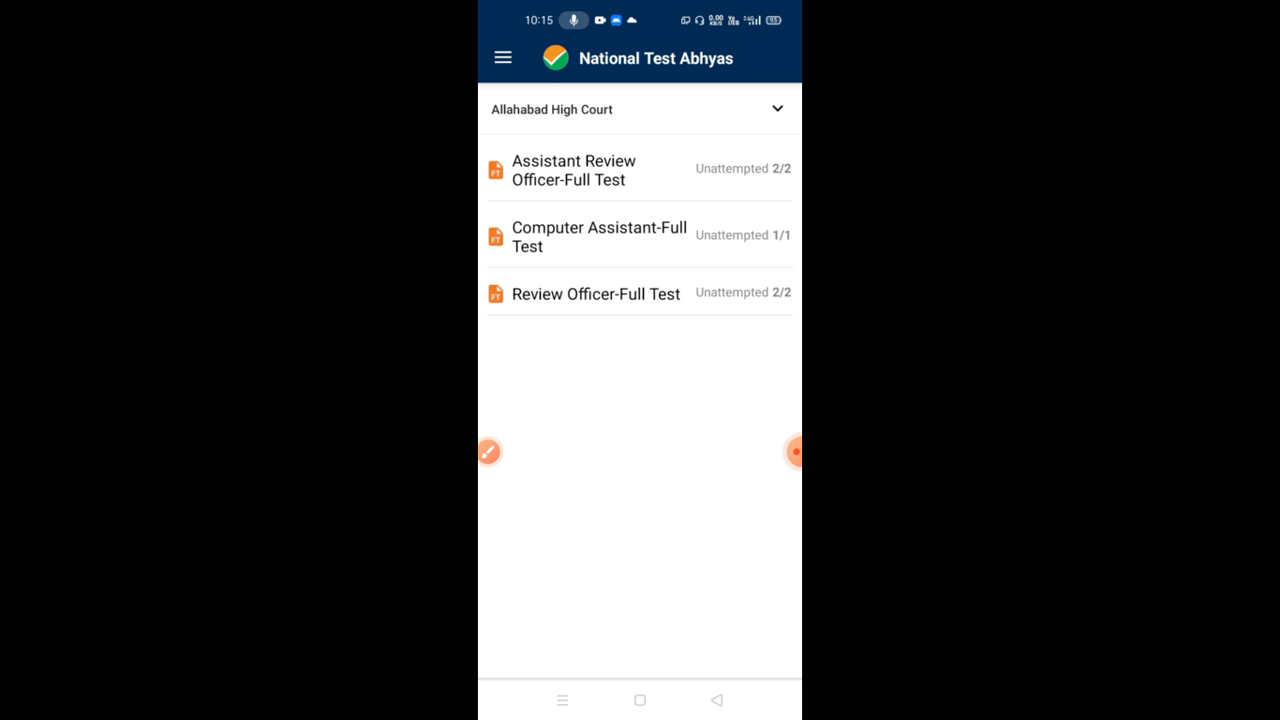 10:15
National Test Abhyas
Allahabad High Court
Assistant Review
Officer-Full Test
Unattempted 2/2
Computer Assistant-Full
Test
Unattempted 1/1
Review Officer-Full Test
Unattempted 2/2